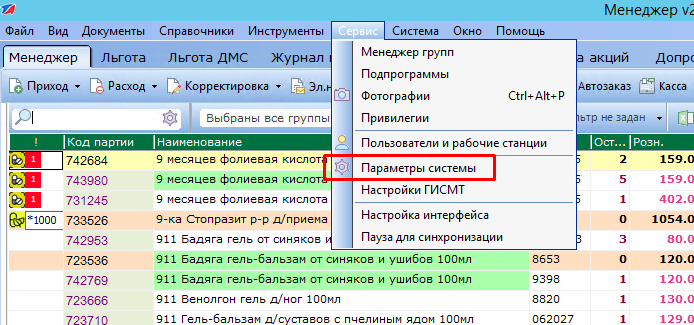 Менеджер v2
Файл Вид Документы Справочники Инструменты Сервис Система Окно Помощь
Менеджер Льгота Льгота ДМС Журнал а акций Допр
Приход Расход Корректировка Эл.н Автозаказ Касса
Выбраны все группы льтр не задан
Менеджер групп
Подпрограммы
Фотографии Ctrl+Alt+P
Привилегии
Пользователи и рабочие станции
Параметры системы
Настройки ГИСМТ
Настройка интерфейса
Пауза для синхронизации
! Код партии Наименование Ост... Розн.
1 742684 9 месяцев фолиевая кислота 2 159.0
1 743980 9 месяцев фолиевая кислота 5 159.0
1 731245 9 месяцев фолиевая кислота 1 402.0
*1000 733526 9-ка Стопразит р-р д/приема 0 1054.0
742953 911 Бадяга гель от синяков и 3 80.0
723536 911 Бадяга гель-бальзам от синяков и ушибов 100мл 8653 0 120.0
742769 911 Бадяга гель-бальзам от синяков и ушибов 100мл 9398 1 120.0
723666 911 Венолгон гель д/ног 100мл 8820 1 130.0
723710 911 Гель-бальзам д/суставов с пчелиным ядом 100мл 062027 1 129.0